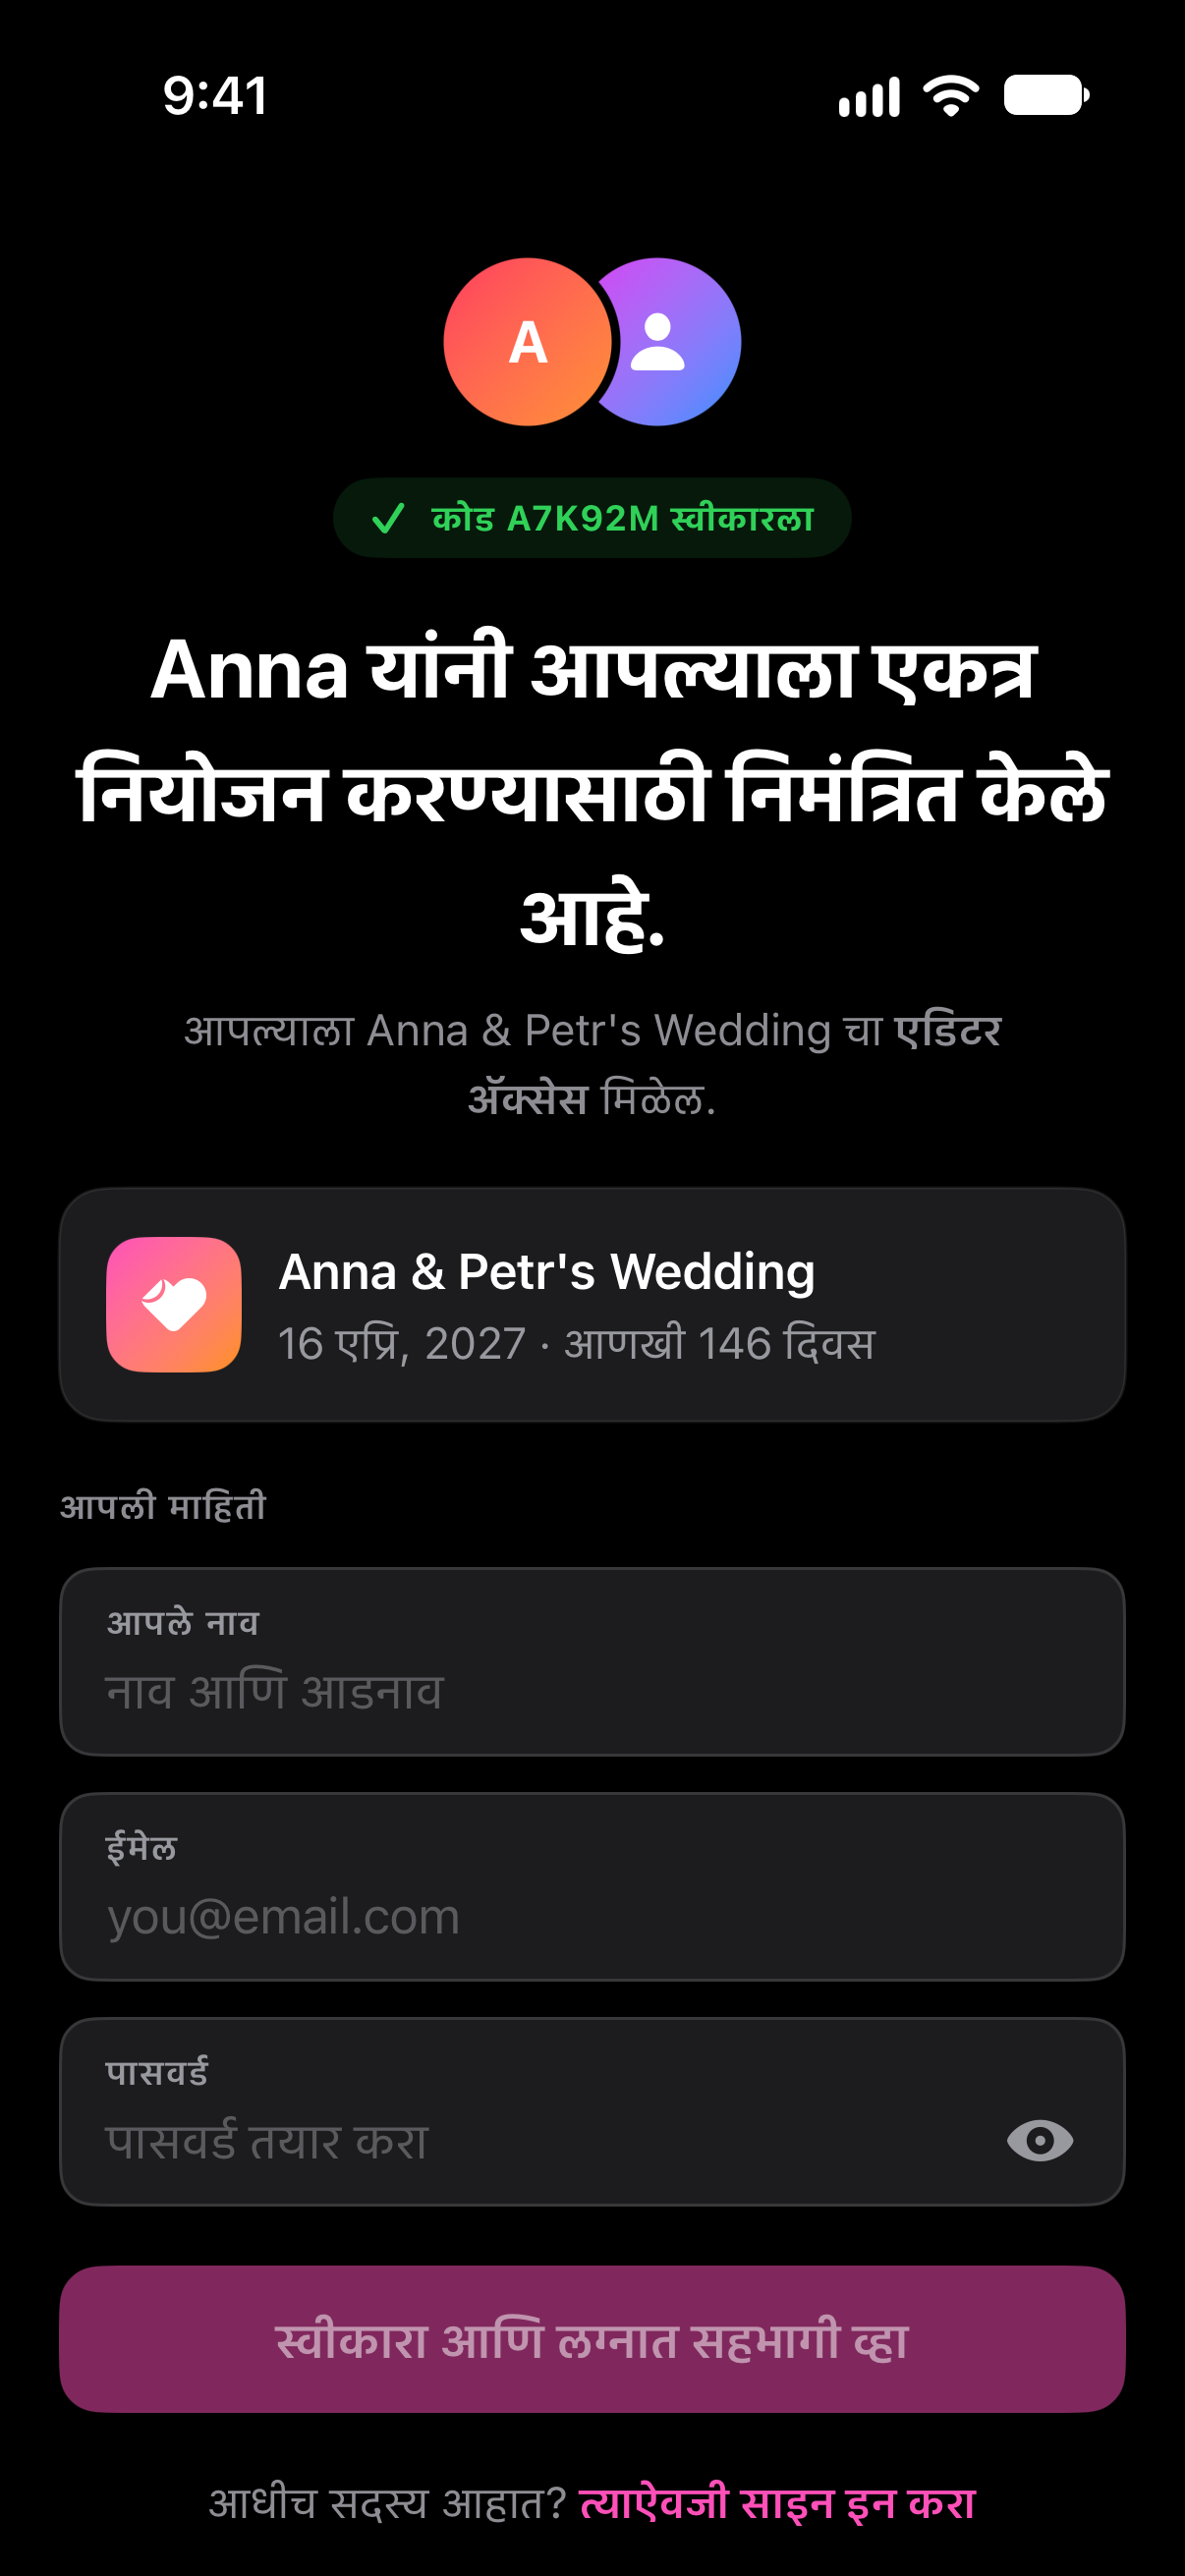 9:41
A
कोड A7K92M स्वीकारला
Anna यांनी आपल्याला एकत्र
नियोजन करण्यासाठी निमंत्रित केले
आहे.
आपल्याला Anna & Petr's Wedding चा एडिटर
ॲक्सेस मिळेल.
Anna & Petr's Wedding
16 एप्रि, 2027 · आणखी 146 दिवस
आपली माहिती
आपले नाव
नाव आणि आडनाव
ईमेल
you@email.com
पासवर्ड
पासवर्ड तयार करा
स्वीकारा आणि लग्नात सहभागी व्हा
आधीच सदस्य आहात? त्याऐवजी साइन इन करा